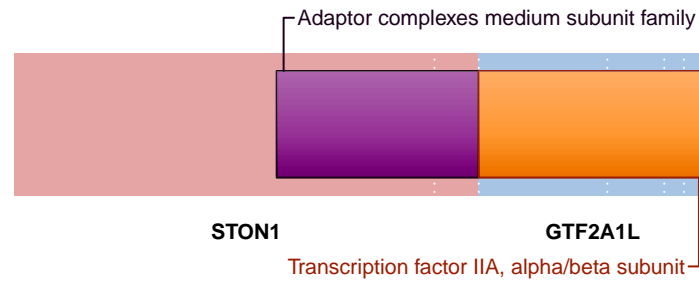 Adaptor complexes medium subunit family
STON1
GTF2A1L
Transcription factor IIA, alpha/beta subunit